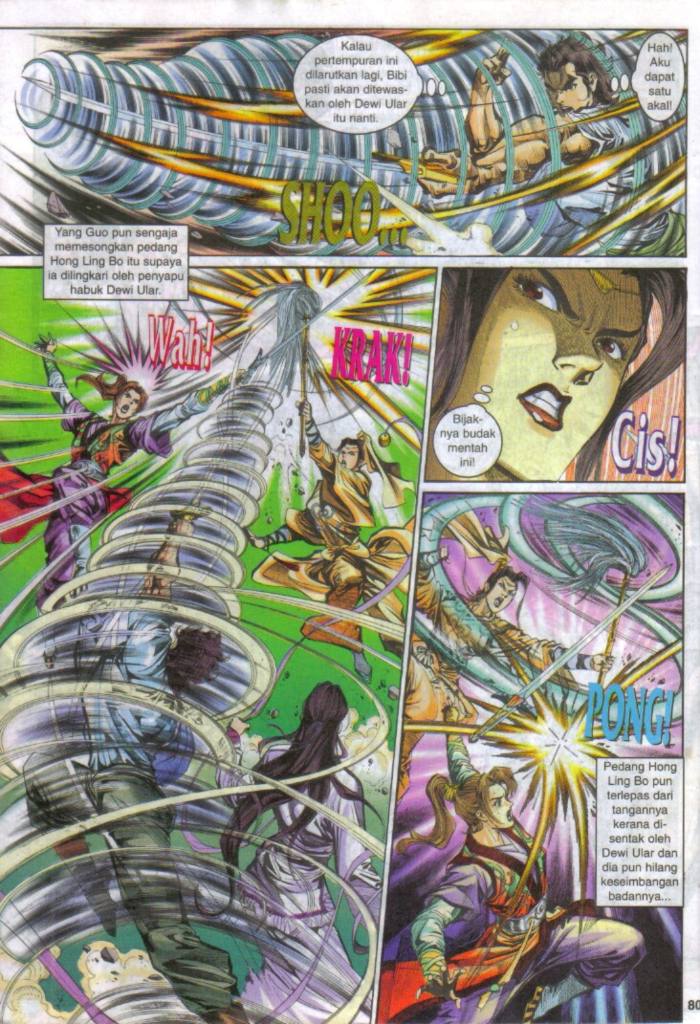 Kalau
pertempuran ini
dilarutkan lagi, Bibi
pasti akan ditewas-
kan oleh Dewi Ular
itu nanti.
Hah!
Aku
dapat
satu
akal!
SHOO...
Yang Guo pun sengaja
memesongkan pedang
Hong Ling Bo itu supaya
ia dilingkari oleh penyapu
habuk Dewi Ular.
Wah!
KRAK!
Bijak-
nya budak
mentah
ini!
Cis!
PONG!
Pedang Hong
Ling Bo pun
terlepas dari
tangannya
kerana di-
sentak oleh
Dewi Ular dan
dia pun hilang
keseimbangan
badannya...
80